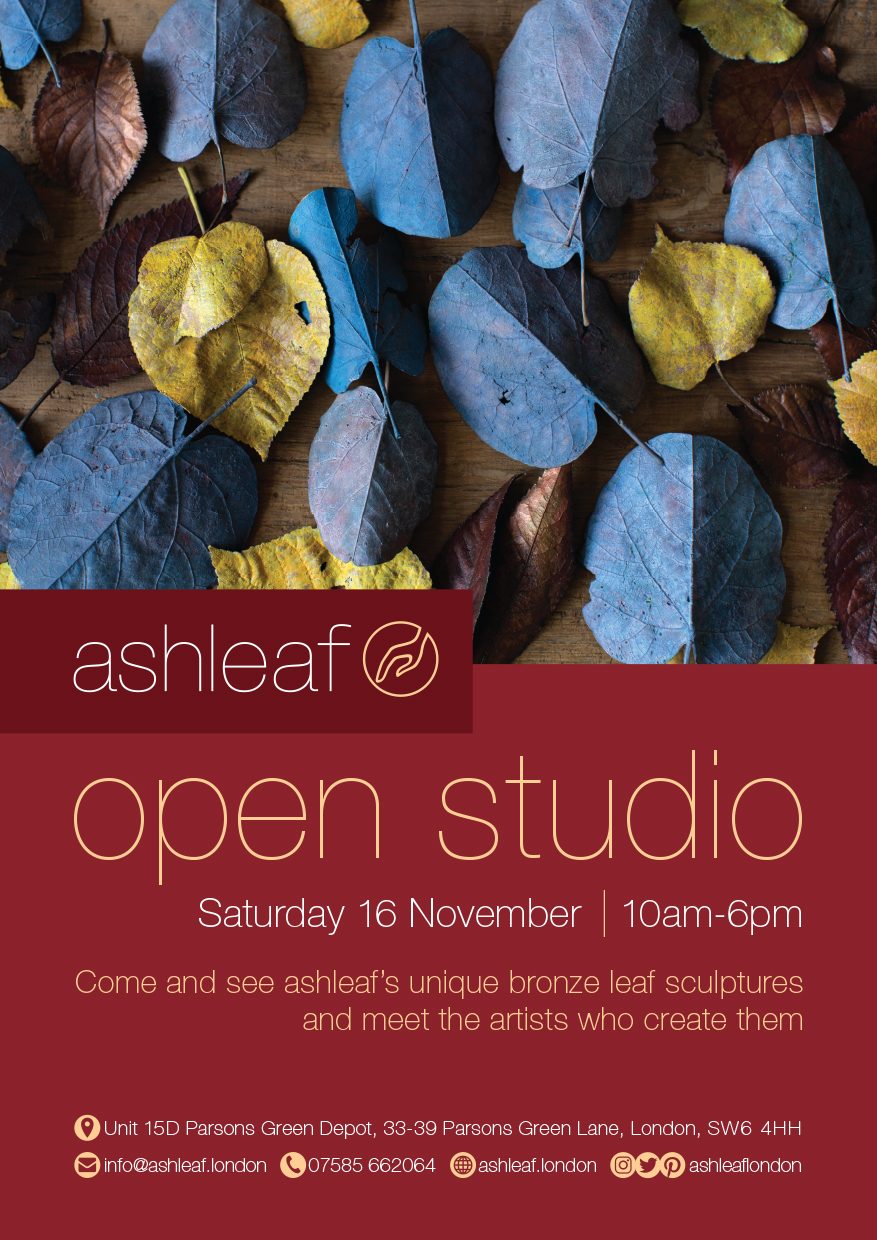 ashleaf
open studio
Saturday 16 November | 10am-6pm
Come and see ashleaf’s unique bronze leaf sculptures
and meet the artists who create them
Unit 15D Parsons Green Depot, 33-39 Parsons Green Lane, London, SW6 4HH
info@ashleaf.london 07585 662064 ashleaf.london ashleaflondon